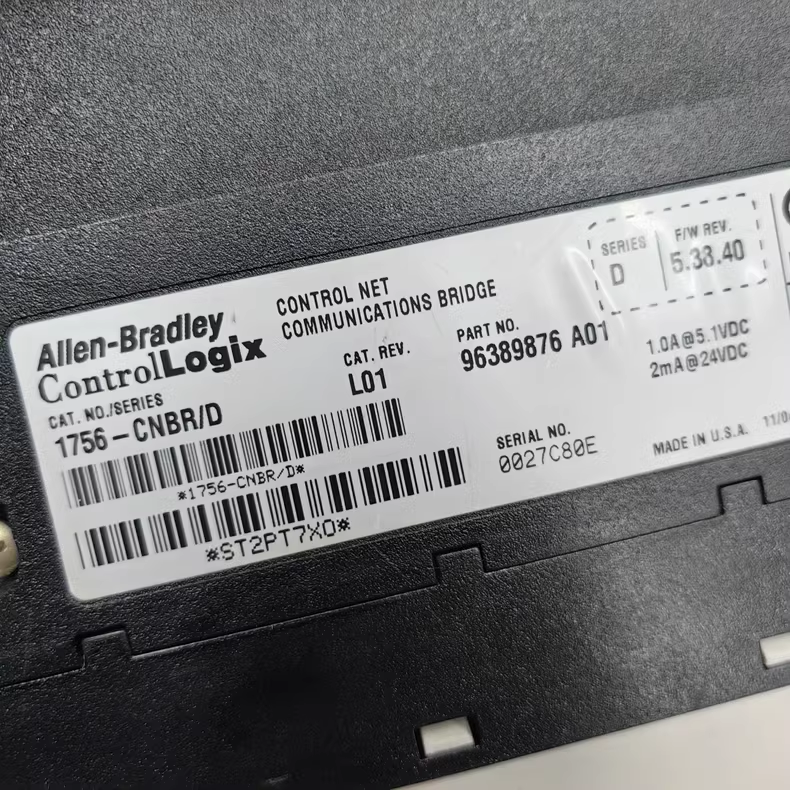 Allen-Bradley
ControlLogix
CONTROL NET
COMMUNICATIONS BRIDGE
SERIES
D
F/W REV.
5.38.40
CAT. NO./SERIES
1756-CNBR/D
CAT. REV.
L01
PART NO.
96389876 A01
1.0A@5.1VDC
2mA@24VDC
*1756-CNBR/D*
*ST2PT7X0*
SERIAL NO.
0027C80E
MADE IN U.S.A.